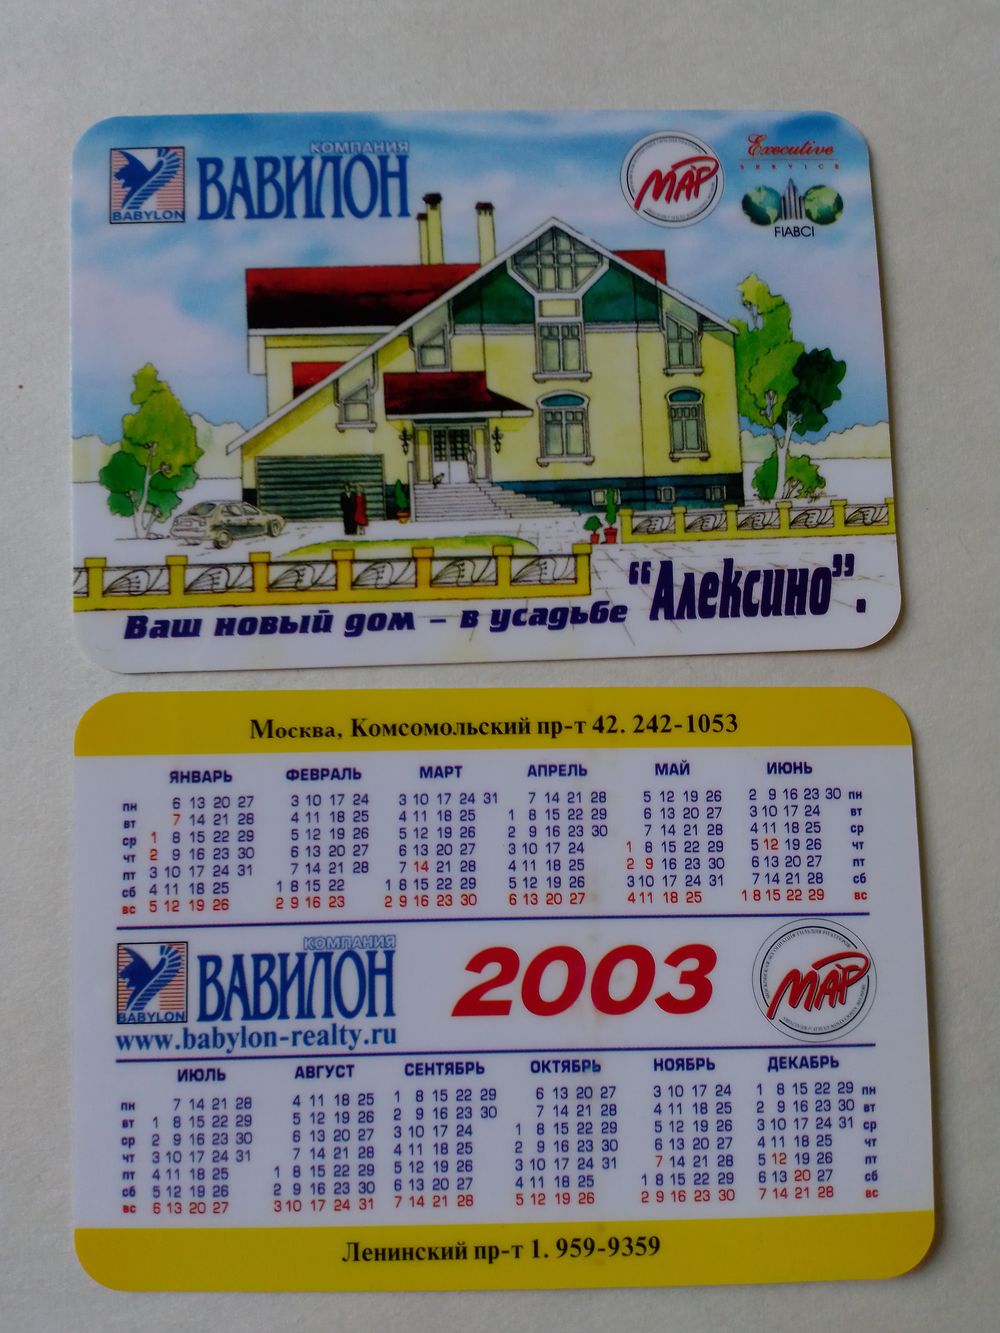 КОМПАНИЯ
ВАВИЛОН
BABYLON
МАР
Executive
SERVICE
FIABCI
Ваш новый дом – в усадьбе "Алексино".
Москва, Комсомольский пр-т 42. 242-1053
ЯНВАРЬ ФЕВРАЛЬ МАРТ АПРЕЛЬ МАЙ ИЮНЬ
пн 6 13 20 27 3 10 17 24 3 10 17 24 31 7 14 21 28 5 12 19 26 2 9 16 23 30 пн
вт 7 14 21 28 4 11 18 25 4 11 18 25 1 8 15 22 29 6 13 20 27 3 10 17 24 вт
ср 1 8 15 22 29 5 12 19 26 5 12 19 26 2 9 16 23 30 7 14 21 28 4 11 18 25 ср
чт 2 9 16 23 30 6 13 20 27 6 13 20 27 3 10 17 24 1 8 15 22 29 5 12 19 26 чт
пт 3 10 17 24 31 7 14 21 28 7 14 21 28 4 11 18 25 2 9 16 23 30 6 13 20 27 пт
сб 4 11 18 25 1 8 15 22 1 8 15 22 29 5 12 19 26 3 10 17 24 31 7 14 21 28 сб
вс 5 12 19 26 2 9 16 23 2 9 16 23 30 6 13 20 27 4 11 18 25 1 8 15 22 29 вс
КОМПАНИЯ
ВАВИЛОН
BABYLON
www.babylon-realty.ru
2003
МАР
ИЮЛЬ АВГУСТ СЕНТЯБРЬ ОКТЯБРЬ НОЯБРЬ ДЕКАБРЬ
пн 7 14 21 28 4 11 18 25 1 8 15 22 29 6 13 20 27 3 10 17 24 1 8 15 22 29 пн
вт 1 8 15 22 29 5 12 19 26 2 9 16 23 30 7 14 21 28 4 11 18 25 2 9 16 23 30 вт
ср 2 9 16 23 30 6 13 20 27 3 10 17 24 1 8 15 22 29 5 12 19 26 3 10 17 24 31 ср
чт 3 10 17 24 31 7 14 21 28 4 11 18 25 2 9 16 23 30 6 13 20 27 4 11 18 25 чт
пт 4 11 18 25 1 8 15 22 29 5 12 19 26 3 10 17 24 31 7 14 21 28 5 12 19 26 пт
сб 5 12 19 26 2 9 16 23 30 6 13 20 27 4 11 18 25 1 8 15 22 29 6 13 20 27 сб
вс 6 13 20 27 3 10 17 24 31 7 14 21 28 5 12 19 26 2 9 16 23 30 7 14 21 28 вс
Ленинский пр-т 1. 959-9359